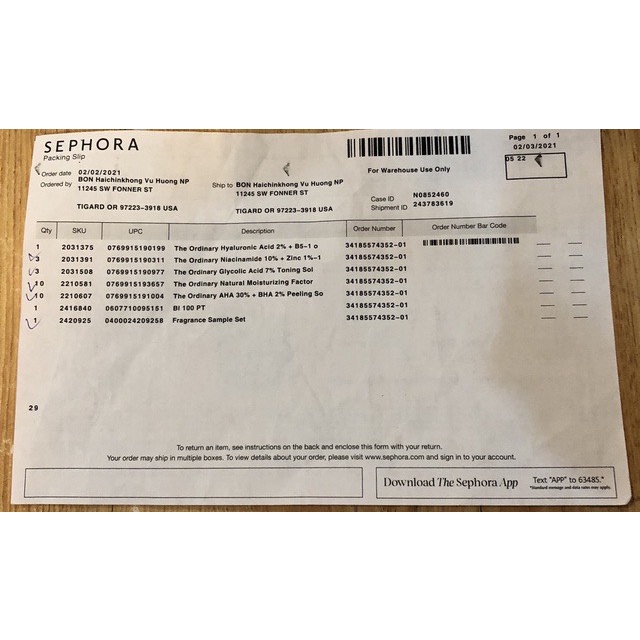 SEPHORA
Packing Slip
Page 1 of 1
02/03/2021
05 22
Order date 02/02/2021
Ordered by BON Haichinkhong Vu Huong NP
11245 SW FONNER ST
TIGARD OR 97223-3918 USA
Ship to BON Haichinkhong Vu Huong NP
11245 SW FONNER ST
TIGARD OR 97223-3918 USA
For Warehouse Use Only
Case ID N0852460
Shipment ID 243783619
Qty SKU UPC Description Order Number Order Number Bar Code
1 2031375 0769915190199 The Ordinary Hyaluronic Acid 2% + B5-1 o 34185574352-01
3 2031391 0769915190311 The Ordinary Niacinamide 10% + Zinc 1%-1 34185574352-01
3 2031508 0769915190977 The Ordinary Glycolic Acid 7% Toning Sol 34185574352-01
10 2210581 0769915193657 The Ordinary Natural Moisturizing Factor 34185574352-01
10 2210607 0769915191004 The Ordinary AHA 30% + BHA 2% Peeling So 34185574352-01
1 2416840 0607710095151 BI 100 PT 34185574352-01
1 2420925 0400024209258 Fragrance Sample Set 34185574352-01
29
To return an item, see instructions on the back and enclose this form with your return.
Your order may ship in multiple boxes. To view details about your order, please visit www.sephora.com and sign in to your account.
Download The Sephora App
Text "APP" to 63485.*
*Standard message and data rates may apply.